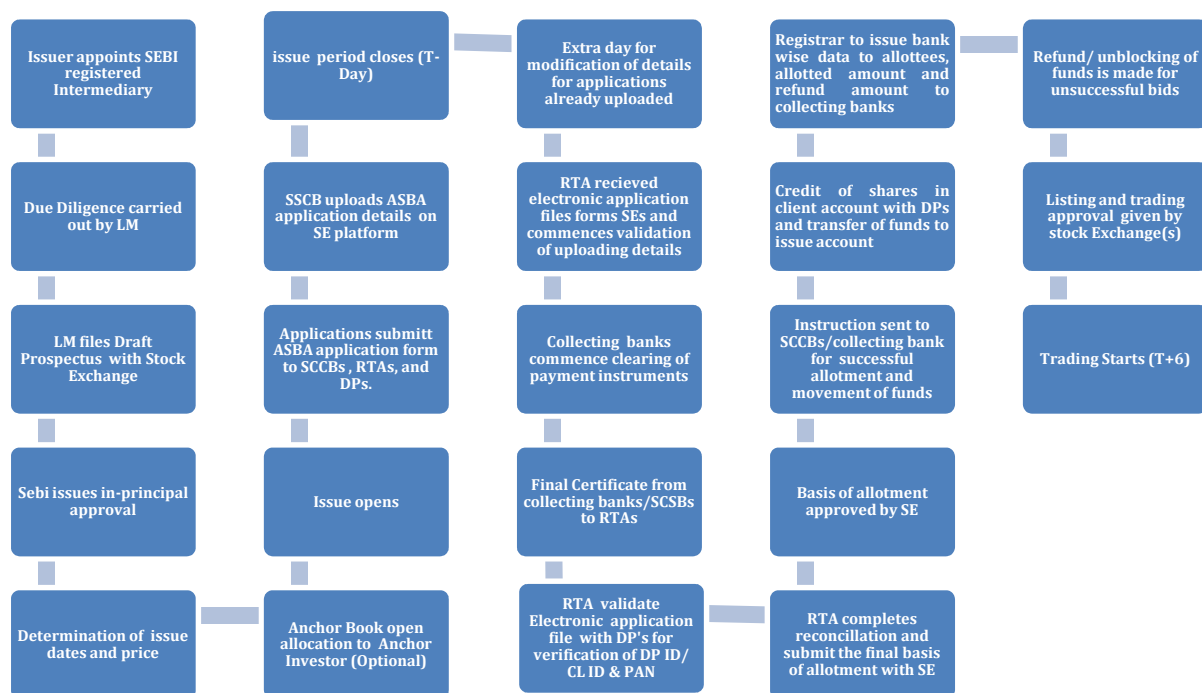 Issuer appoints SEBI
registered
Intermediary
Due Diligence carried
out by LM
LM files Draft
Prospectus with Stock
Exchange
Sebi issues in-principal
approval
Determination of issue
dates and price
Anchor Book open
allocation to Anchor
Investor (Optional)
Issue opens
Applications submitt
ASBA application form
to SCCBs , RTAs, and
DPs.
SSCB uploads ASBA
application details on
SE platform
issue period closes (T-
Day)
Extra day for
modification of details
for applications
already uploaded
RTA recieved
electronic application
files forms SEs and
commences validation
of uploading details
Collecting banks
commence clearing of
payment instruments
Final Certificate from
collecting banks/SCSBs
to RTAs
RTA validate
Electronic application
file with DP's for
verification of DP ID/
CL ID & PAN
RTA completes
reconcillation and
submit the final basis
of allotment with SE
Basis of allotment
approved by SE
Instruction sent to
SCCBs/collecting bank
for successful
allotment and
movement of funds
Credit of shares in
client account with DPs
and transfer of funds to
issue account
Registrar to issue bank
wise data to allottees,
allotted amount and
refund amount to
collecting banks
Refund/ unblocking of
funds is made for
unsuccessful bids
Listing and trading
approval given by
stock Exchange(s)
Trading Starts (T+6)